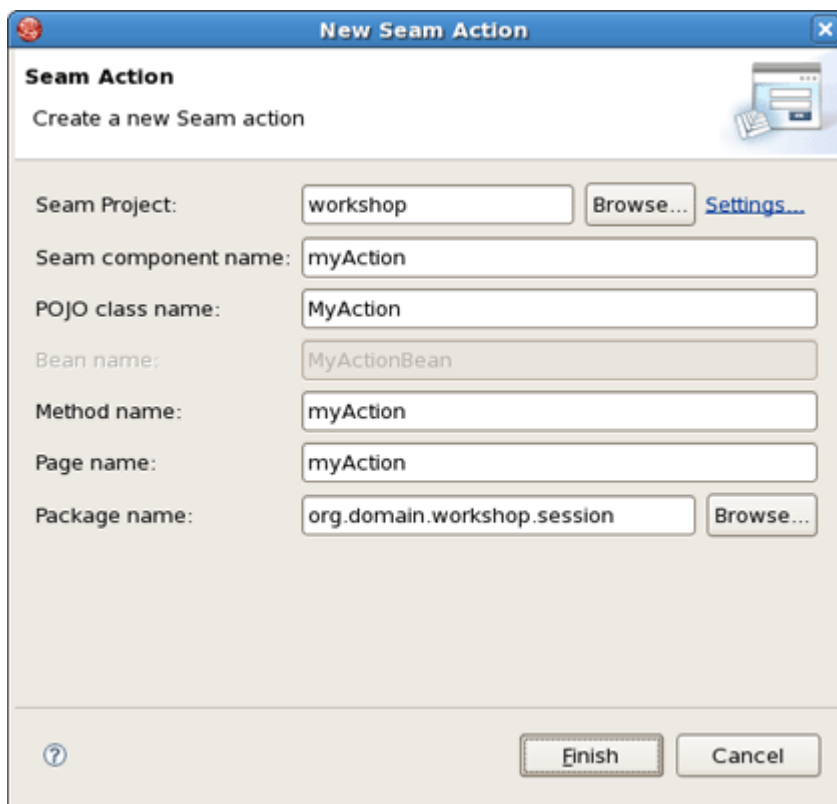 New Seam Action
Seam Action
Create a new Seam action
Seam Project: workshop Browse... Settings...
Seam component name: myAction
POJO class name: MyAction
Bean name: MyActionBean
Method name: myAction
Page name: myAction
Package name: org.domain.workshop.session Browse...
? Finish Cancel